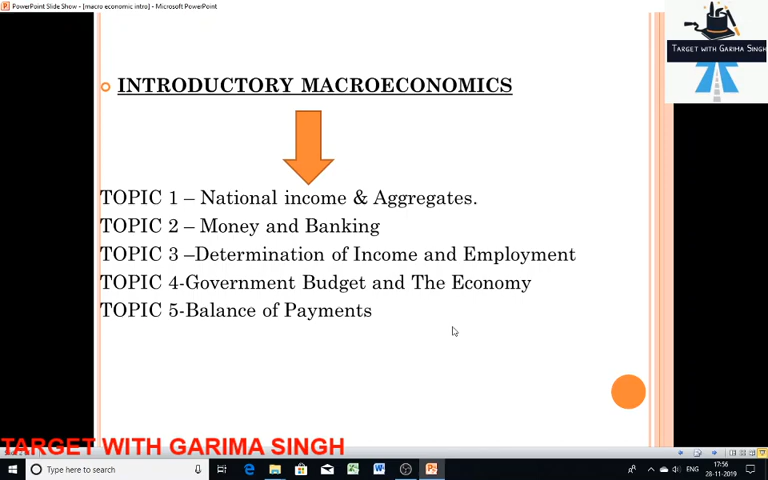 PowerPoint Slide Show - [macro economic intro] - Microsoft PowerPoint
TARGET WITH GARIMA SINGH
INTRODUCTORY MACROECONOMICS
TOPIC 1 – National income & Aggregates.
TOPIC 2 – Money and Banking
TOPIC 3 –Determination of Income and Employment
TOPIC 4-Government Budget and The Economy
TOPIC 5-Balance of Payments
TARGET WITH GARIMA SINGH
Type here to search
ENG
17:56
28-11-2019